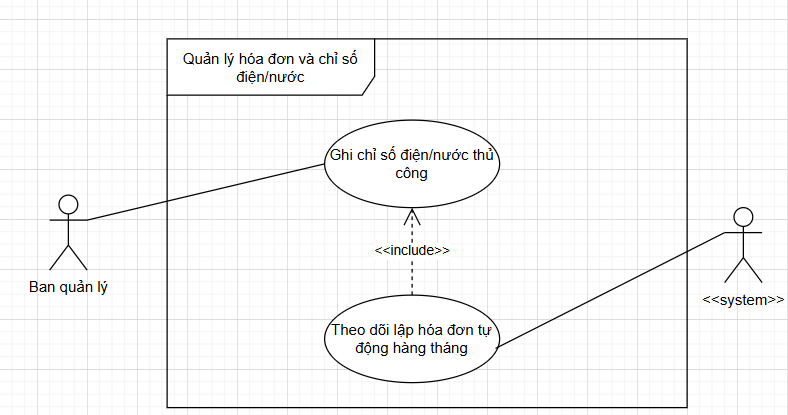 Quản lý hóa đơn và chỉ số
điện/nước
Ghi chỉ số điện/nước thủ
công
<<include>>
Ban quản lý
<<system>>
Theo dõi lập hóa đơn tự
động hàng tháng